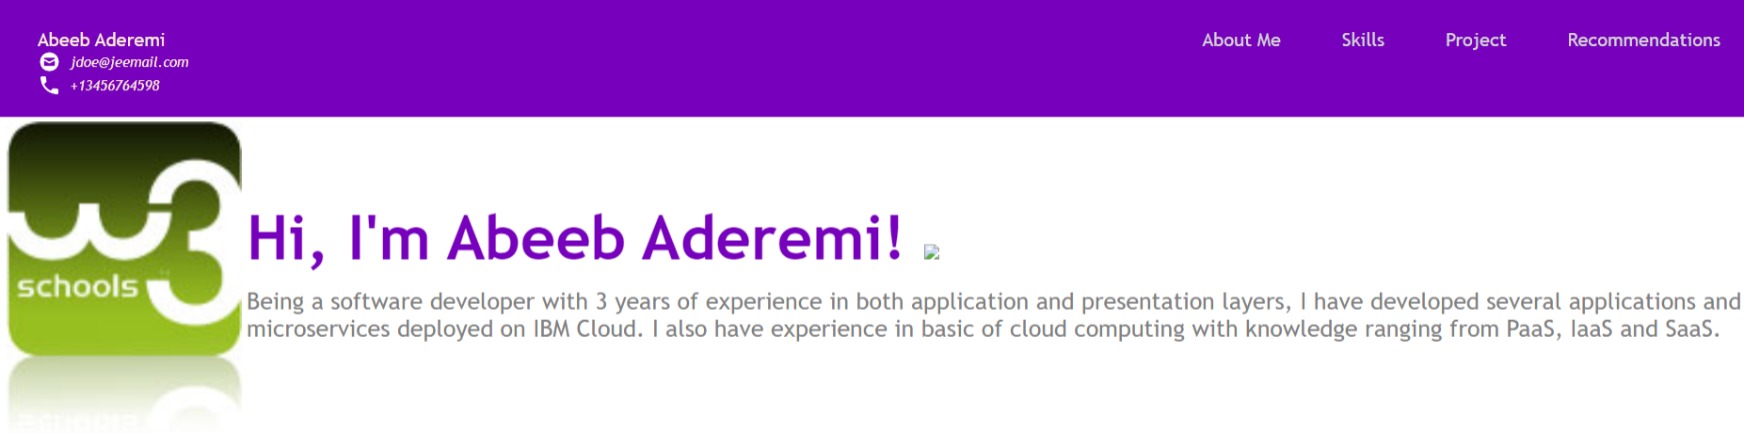 Abeeb Aderemi
jdoe@jeemail.com
+13456764598
About Me
Skills
Project
Recommendations
w3
schools
Hi, I'm Abeeb Aderemi!
Being a software developer with 3 years of experience in both application and presentation layers, I have developed several applications and
microservices deployed on IBM Cloud. I also have experience in basic of cloud computing with knowledge ranging from PaaS, IaaS and SaaS.